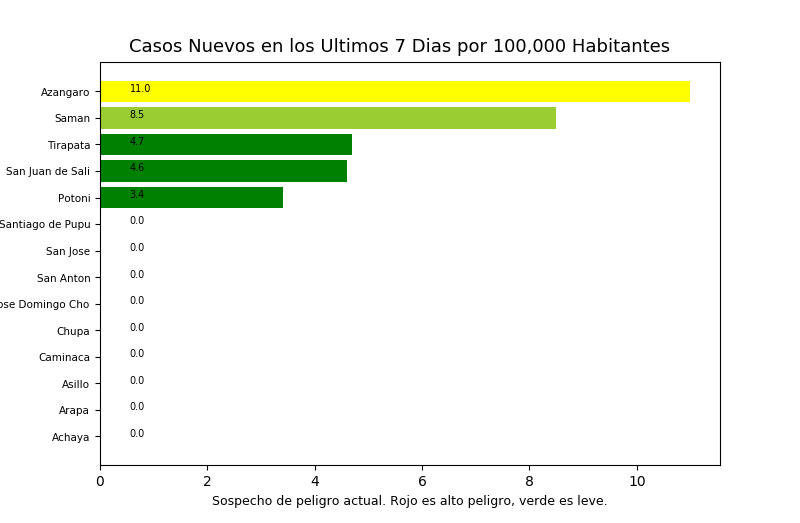 Casos Nuevos en los Ultimos 7 Dias por 100,000 Habitantes
Azangaro 11.0
Saman 8.5
Tirapata 4.7
San Juan de Sali 4.6
Potoni 3.4
Santiago de Pupu 0.0
San Jose 0.0
San Anton 0.0
ose Domingo Cho 0.0
Chupa 0.0
Caminaca 0.0
Asillo 0.0
Arapa 0.0
Achaya 0.0
0 2 4 6 8 10
Sospecho de peligro actual. Rojo es alto peligro, verde es leve.